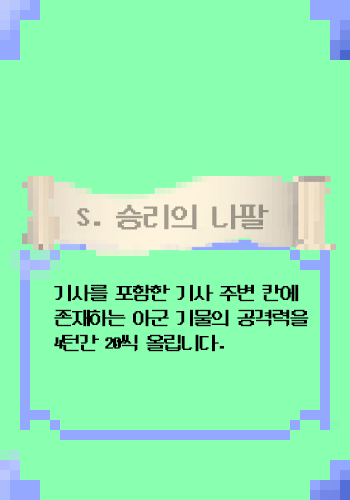 S. 승리의 나팔
기사를 포함한 기사 주변 칸에
존재하는 아군 기물의 공격력을
4턴간 20씩 올립니다.